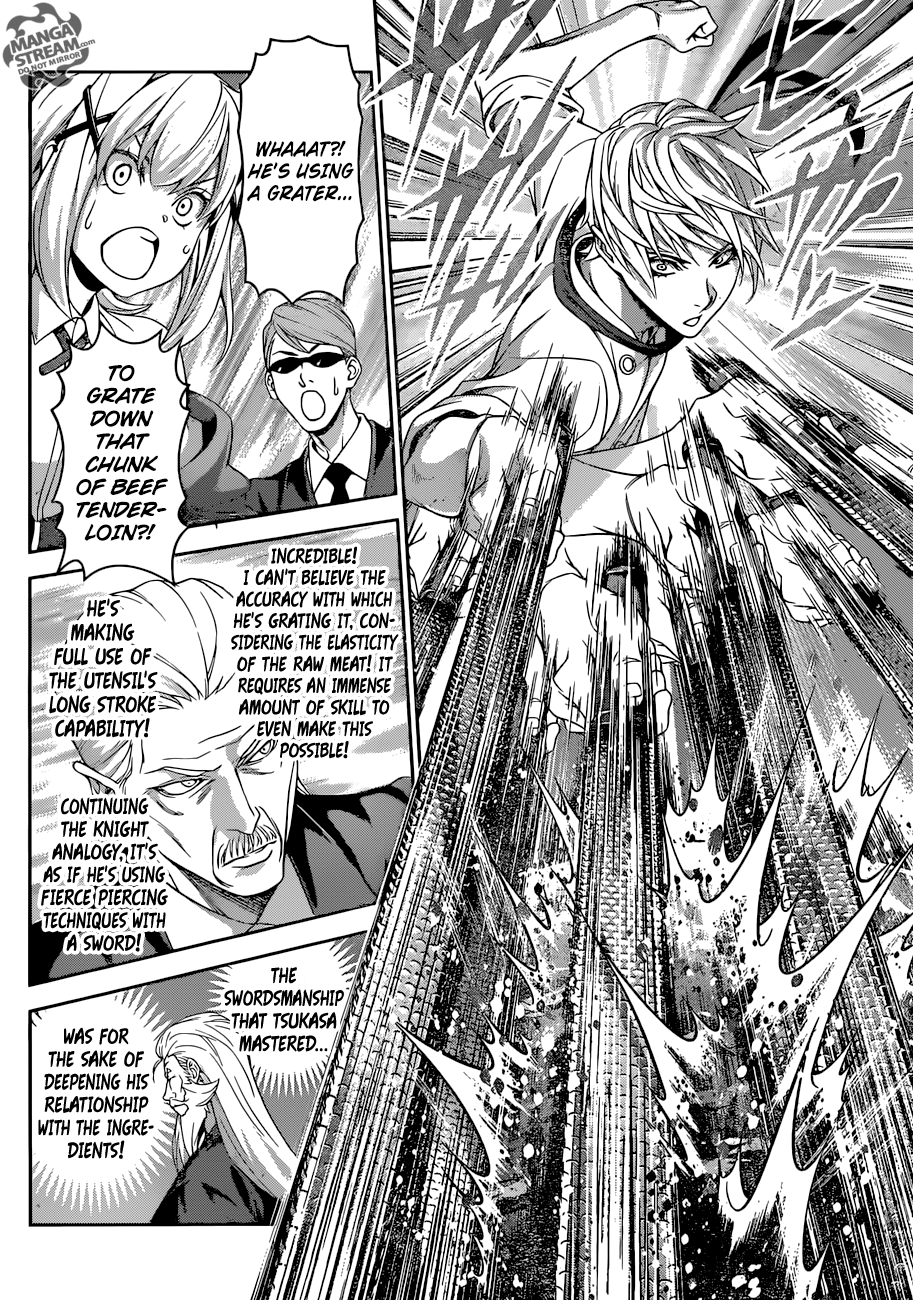 MANGA
STREAM.com
DO NOT MIRROR!
WHAAAT?!
HE'S USING
A GRATER...
TO
GRATE
DOWN
THAT
CHUNK
OF BEEF
TENDER-
LOIN?!
INCREDIBLE!
I CAN'T BELIEVE THE
ACCURACY WITH WHICH
HE'S GRATING IT, CON-
SIDERING THE ELASTICITY
OF THE RAW MEAT! IT
REQUIRES AN IMMENSE
AMOUNT OF SKILL TO
EVEN MAKE THIS
POSSIBLE!
HE'S
MAKING
FULL USE OF
THE UTENSIL'S
LONG STROKE
CAPABILITY!
CONTINUING
THE KNIGHT
ANALOGY, IT'S
AS IF HE'S USING
FIERCE PIERCING
TECHNIQUES WITH
A SWORD!
THE
SWORDSMANSHIP
THAT TSUKASA
MASTERED...
WAS FOR
THE SAKE OF
DEEPENING HIS
RELATIONSHIP
WITH THE INGRE-
DIENTS!